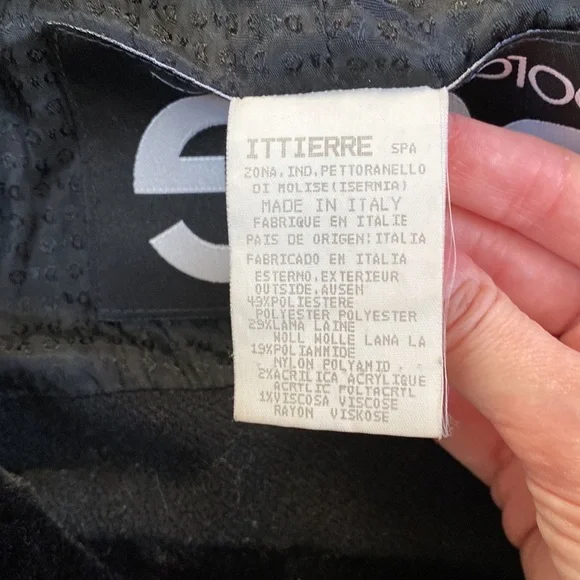 ITTIERRE SPA
ZONA.IND.PETTORANELLO
DI MOLISE(ISERNIA)
MADE IN ITALY
FABRIQUE EN ITALIE
PAIS DE ORIGEN:ITALIA
FABRICADO EN ITALIA
ESTERNO.EXTERIEUR
OUTSIDE.AUSEN
49%POLIESTERE
POLYESTER POLYESTER
29%LANA LAINE
WOLL WOLLE LANA LA
19%POLIAMMIDE
NYLON POLYAMID
2%ACRILICA ACRYLIQUE
ACRYLIC POLYACRYL
1%VISCOSA VISCOSE
RAYON VISKOSE